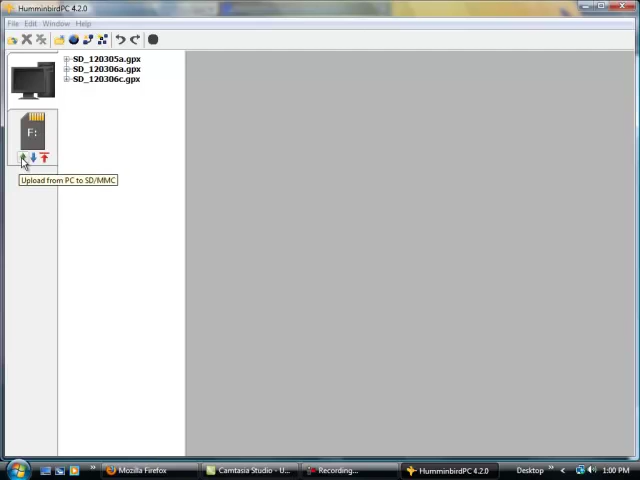 HumminbirdPC 4.2.0
File Edit Window Help
SD_120305a.gpx
SD_120306a.gpx
SD_120306c.gpx
F:
Upload from PC to SD/MMC
Mozilla Firefox
Camtasia Studio - U...
Recording...
HumminbirdPC 4.2.0
Desktop
1:00 PM